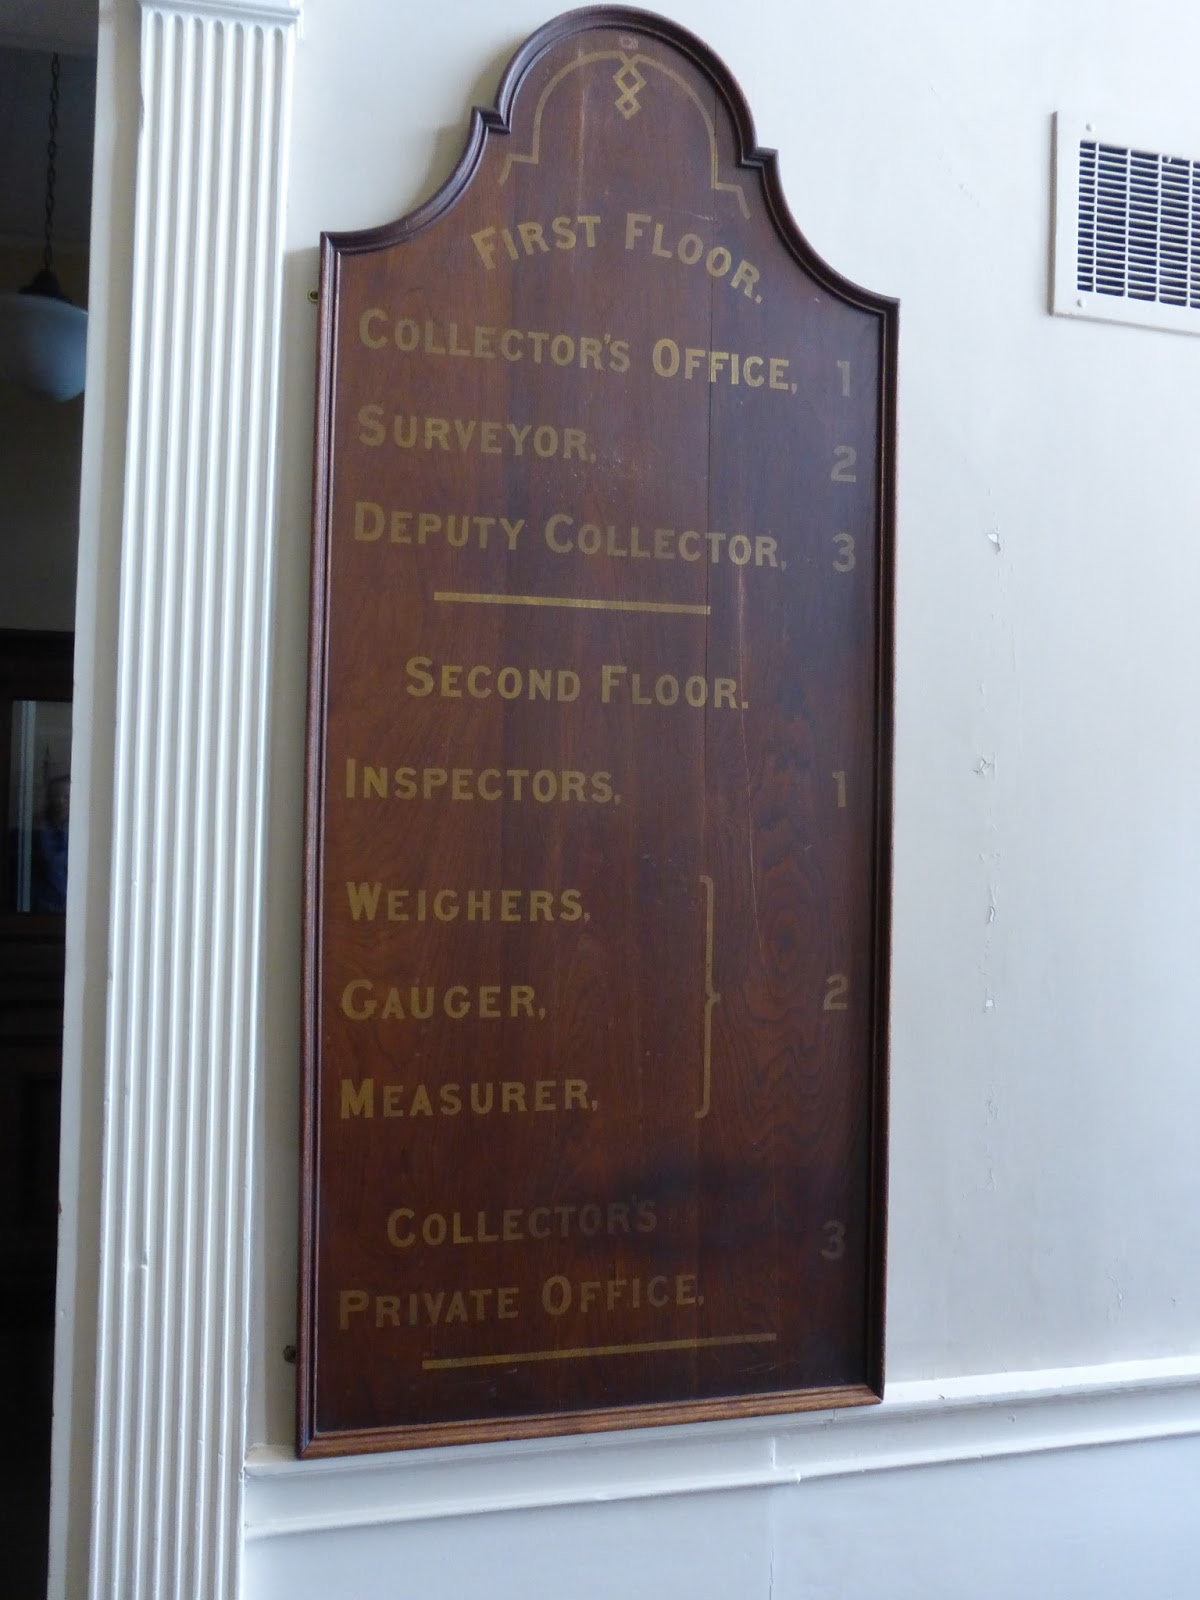 FIRST FLOOR.
COLLECTOR'S OFFICE, 1
SURVEYOR, 2
DEPUTY COLLECTOR, 3
SECOND FLOOR.
INSPECTORS, 1
WEIGHERS,
GAUGER, 2
MEASURER,
COLLECTOR'S 3
PRIVATE OFFICE,